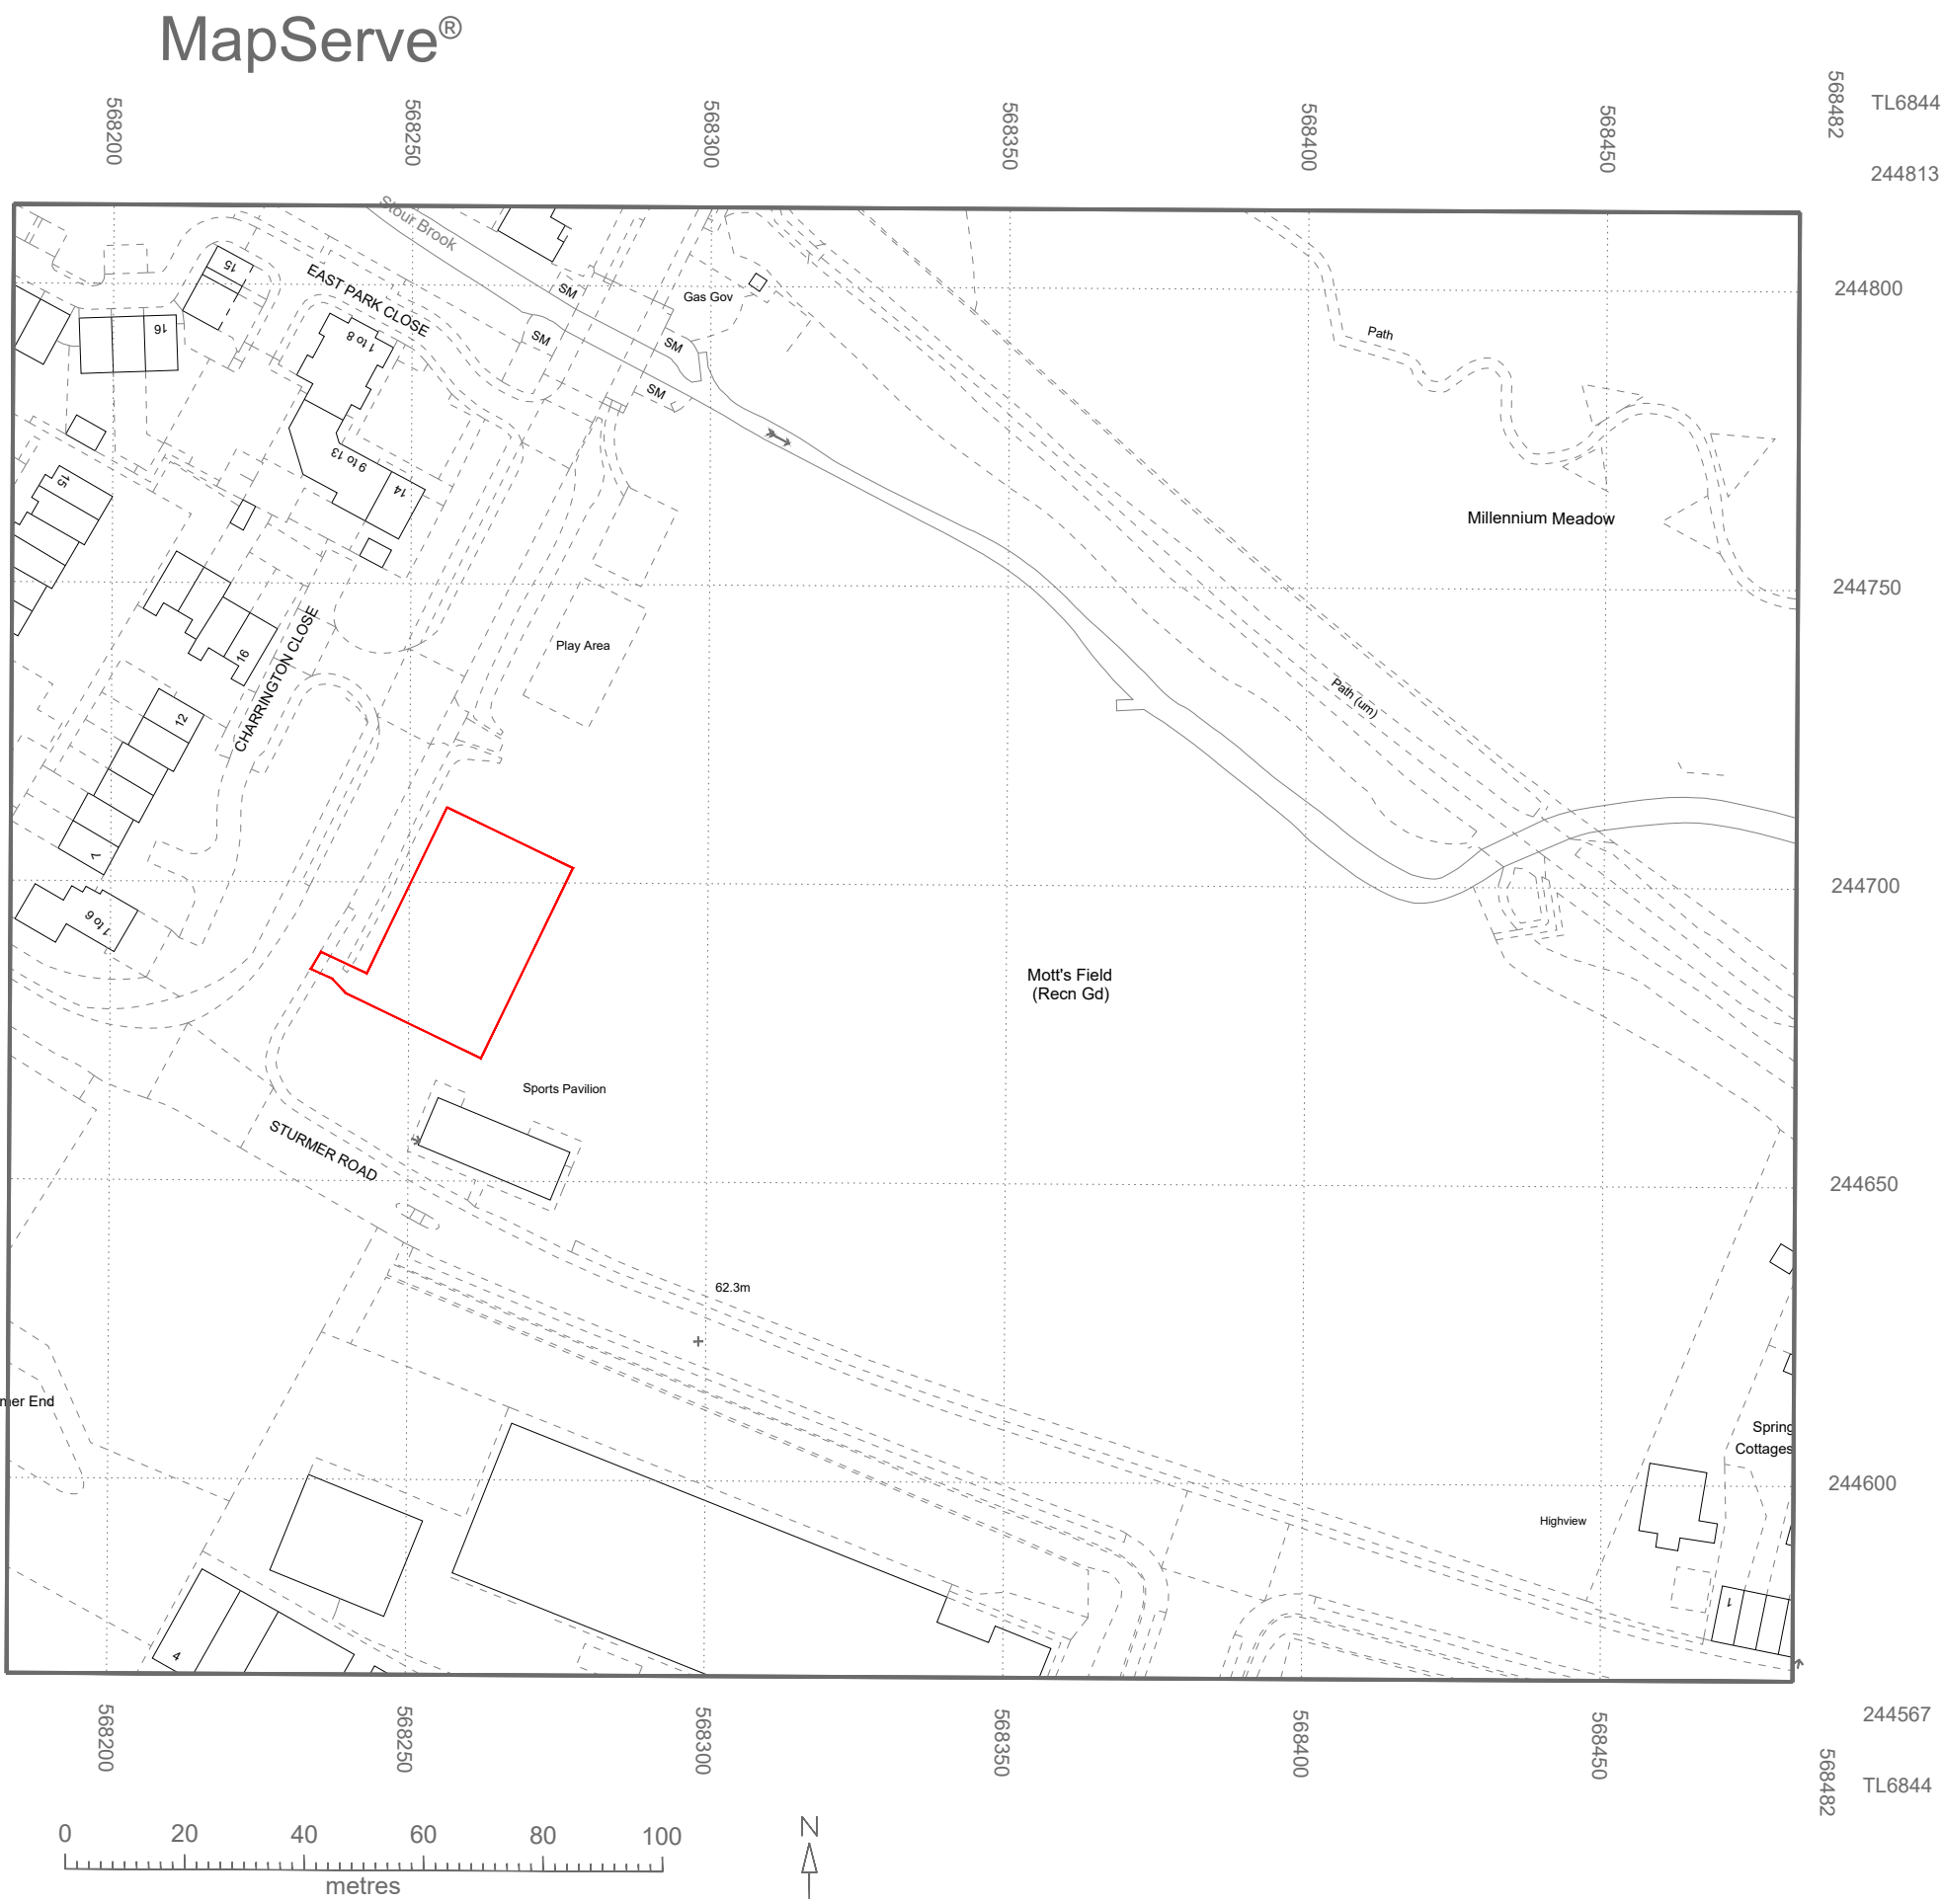 MapServe®
568200
568250
568300
568350
568400
568450
568482
TL6844
244813
Stour Brook
15
EAST PARK CLOSE
SM
Gas Gov
244800
16
1 to 8
SM
SM
Path
SM
9 to 13
14
15
Millennium Meadow
244750
CHARRINGTON CLOSE
16
Play Area
12
Path (um)
7
244700
1 to 6
Mott's Field
(Recn Gd)
Sports Pavilion
STURMER ROAD
244650
62.3m
mer End
Spring
Cottages
244600
Highview
1
4
568200
568250
568300
568350
568400
568450
244567
568482
TL6844
0 20 40 60 80 100
metres
N